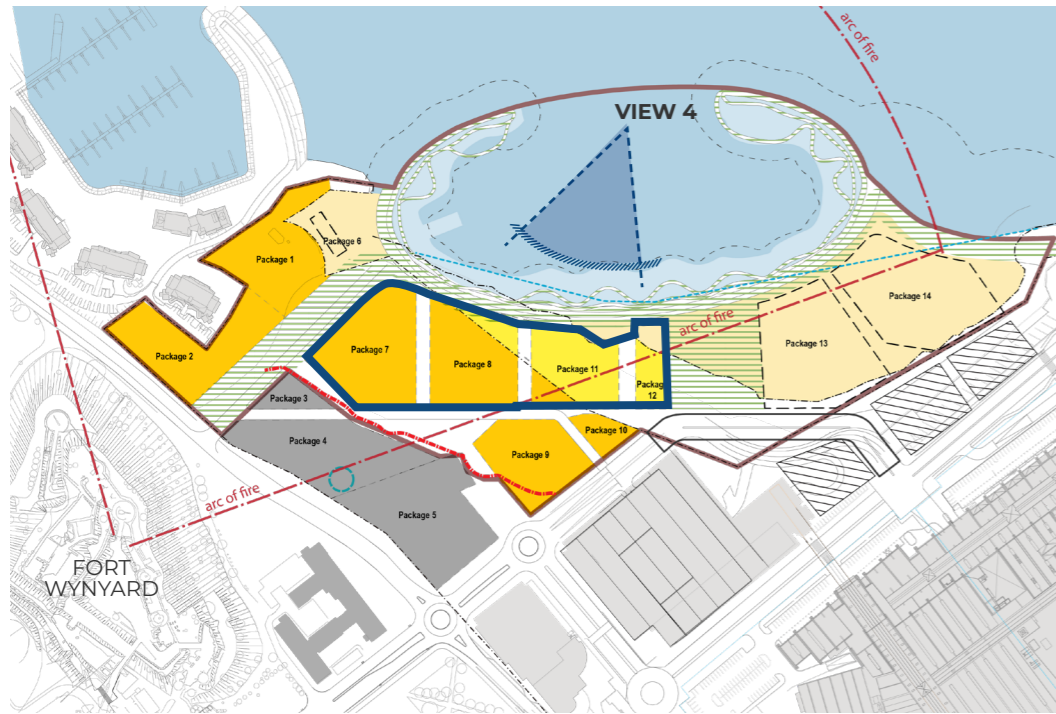 arc of fire
VIEW 4
Package 6
Package 1
Package 14
arc of fire
Package 13
Package 7
Package 2
Package 8
Package 11
Packag
12
Package 3
Package 10
Package 4
Package 9
arc of fire
Package 5
FORT
WYNYARD